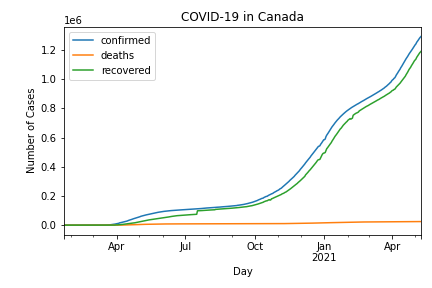 COVID-19 in Canada
1e6
confirmed
deaths
recovered
Number of Cases
1.2
1.0
0.8
0.6
0.4
0.2
0.0
Apr
Jul
Oct
Jan
2021
Apr
Day